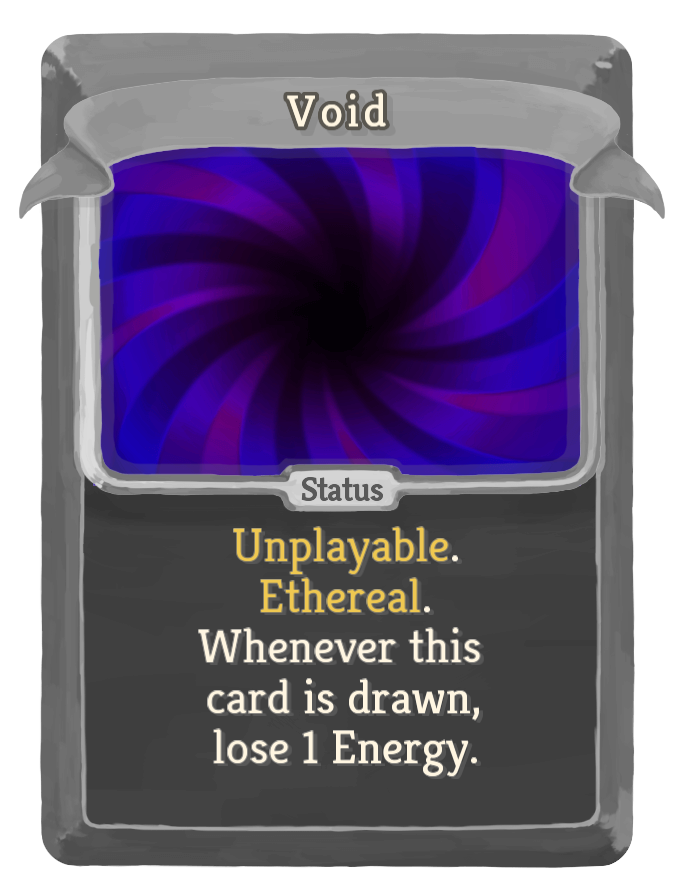 Void
Status
Unplayable.
Ethereal.
Whenever this
card is drawn,
lose 1 Energy.